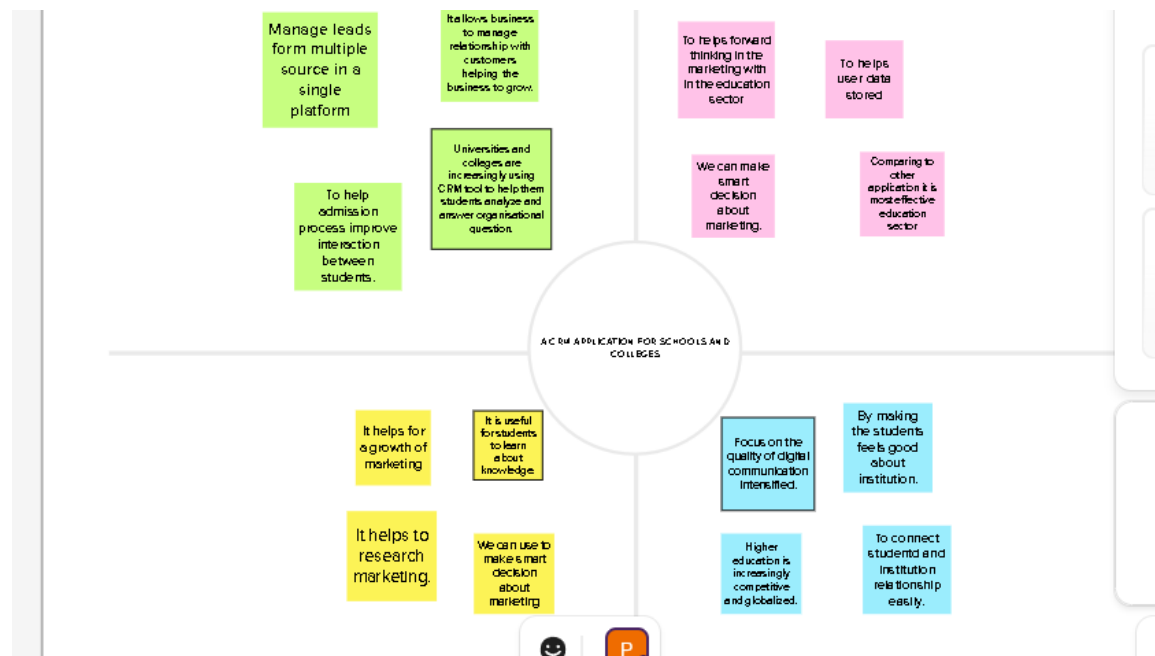 Manage leads
form multiple
source in a
single
platform
It allows business
to manage
relationship with
customers
helping the
business to grow.
Universities and
colleges are
increasingly using
CRM tool to help them
students analyze and
answer organisational
question.
To help
admission
process improve
interaction
between
students.
To helps forward
thinking in the
marketing with
in the education
sector
To helps
user data
stored
We can make
smart
decision
about
marketing.
Comparing to
other
application it is
most effective
education
sector
A CRM APPLICATION FOR SCHOOLS AND
COLLEGES
It helps for
a growth of
marketing
It is useful
for students
to learn
about
knowledge.
It helps to
research
marketing.
We can use to
make smart
decision
about
marketing
Focus on the
quality of digital
communication
intensified.
By making
the students
feels good
about
institution.
Higher
education is
increasingly
competitive
and globalized.
To connect
studentd and
institution
relationship
easily.
P